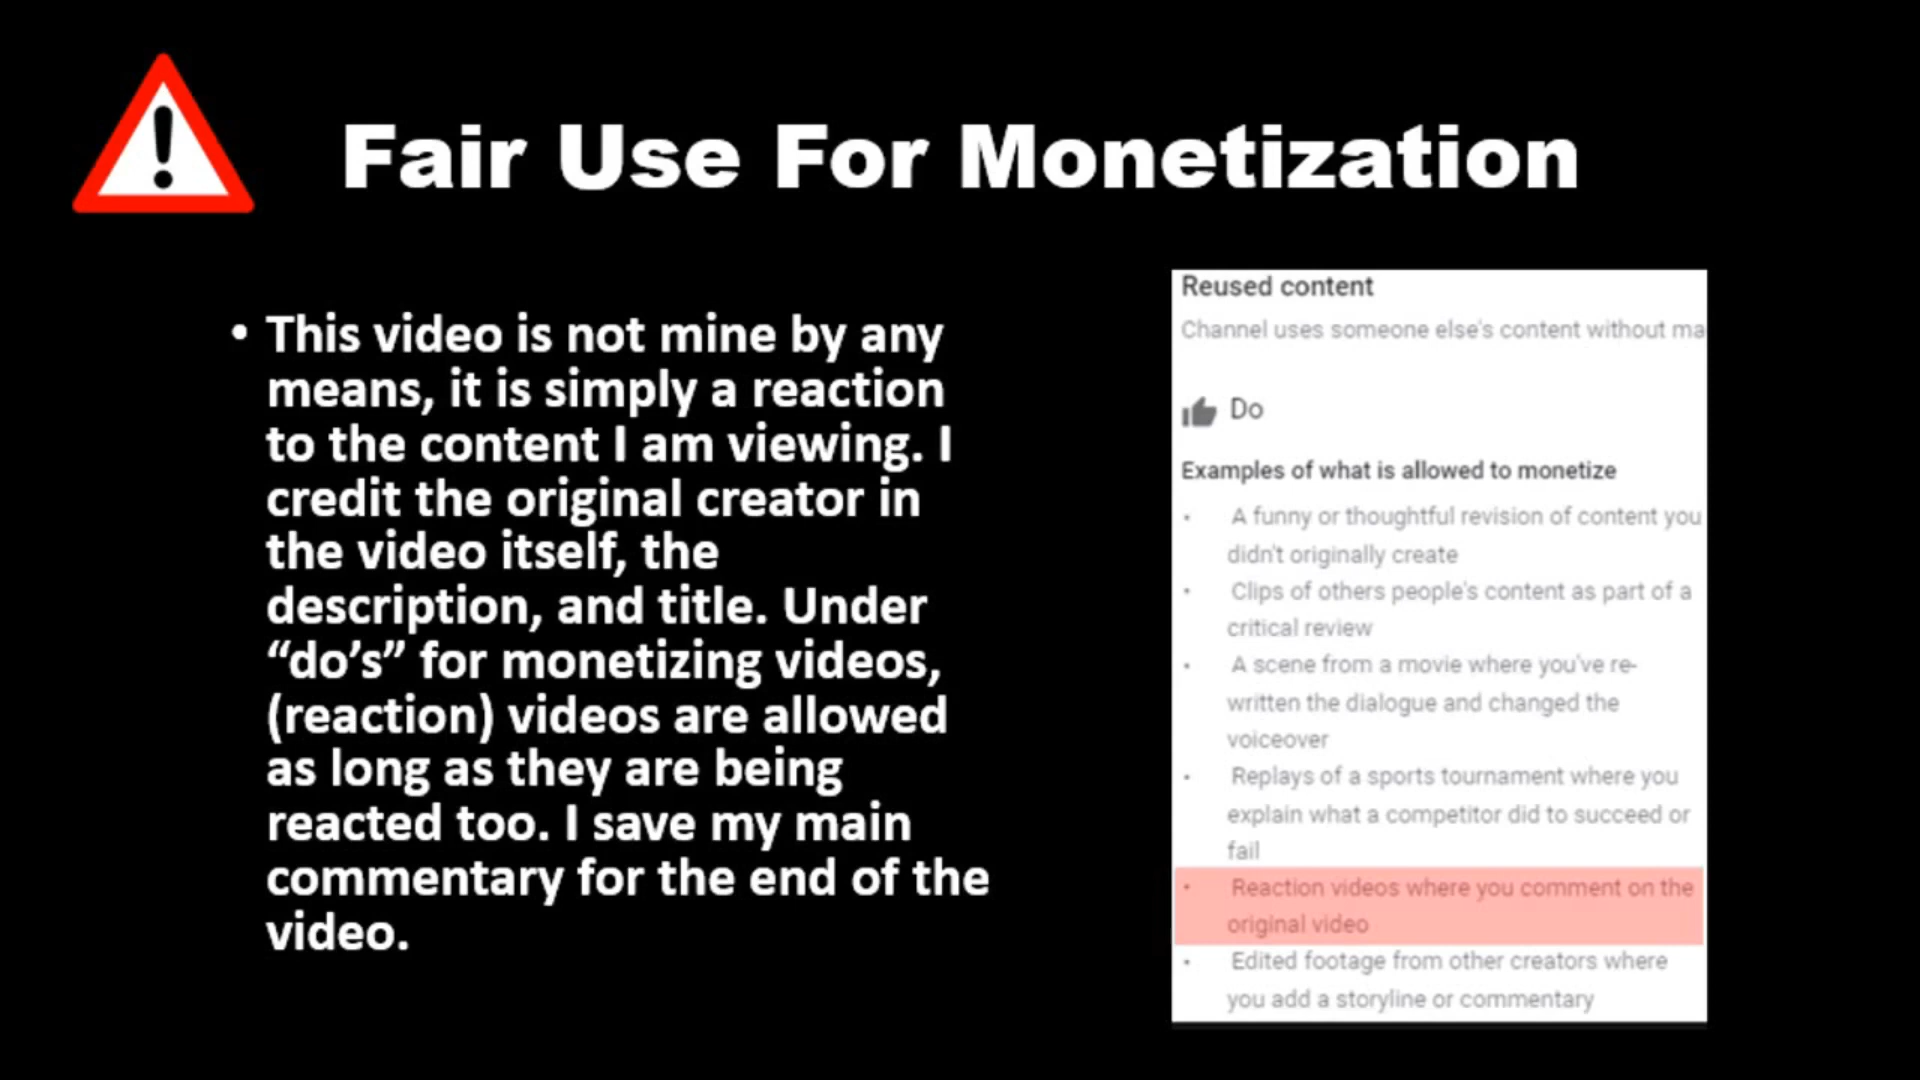 Fair Use For Monetization
• This video is not mine by any
means, it is simply a reaction
to the content I am viewing. I
credit the original creator in
the video itself, the
description, and title. Under
“do’s” for monetizing videos,
(reaction) videos are allowed
as long as they are being
reacted too. I save my main
commentary for the end of the
video.
Reused content
Channel uses someone else's content without ma
Do
Examples of what is allowed to monetize
• A funny or thoughtful revision of content you
didn't originally create
• Clips of others people's content as part of a
critical review
• A scene from a movie where you've re-
written the dialogue and changed the
voiceover
• Replays of a sports tournament where you
explain what a competitor did to succeed or
fail
• Reaction videos where you comment on the
original video
• Edited footage from other creators where
you add a storyline or commentary